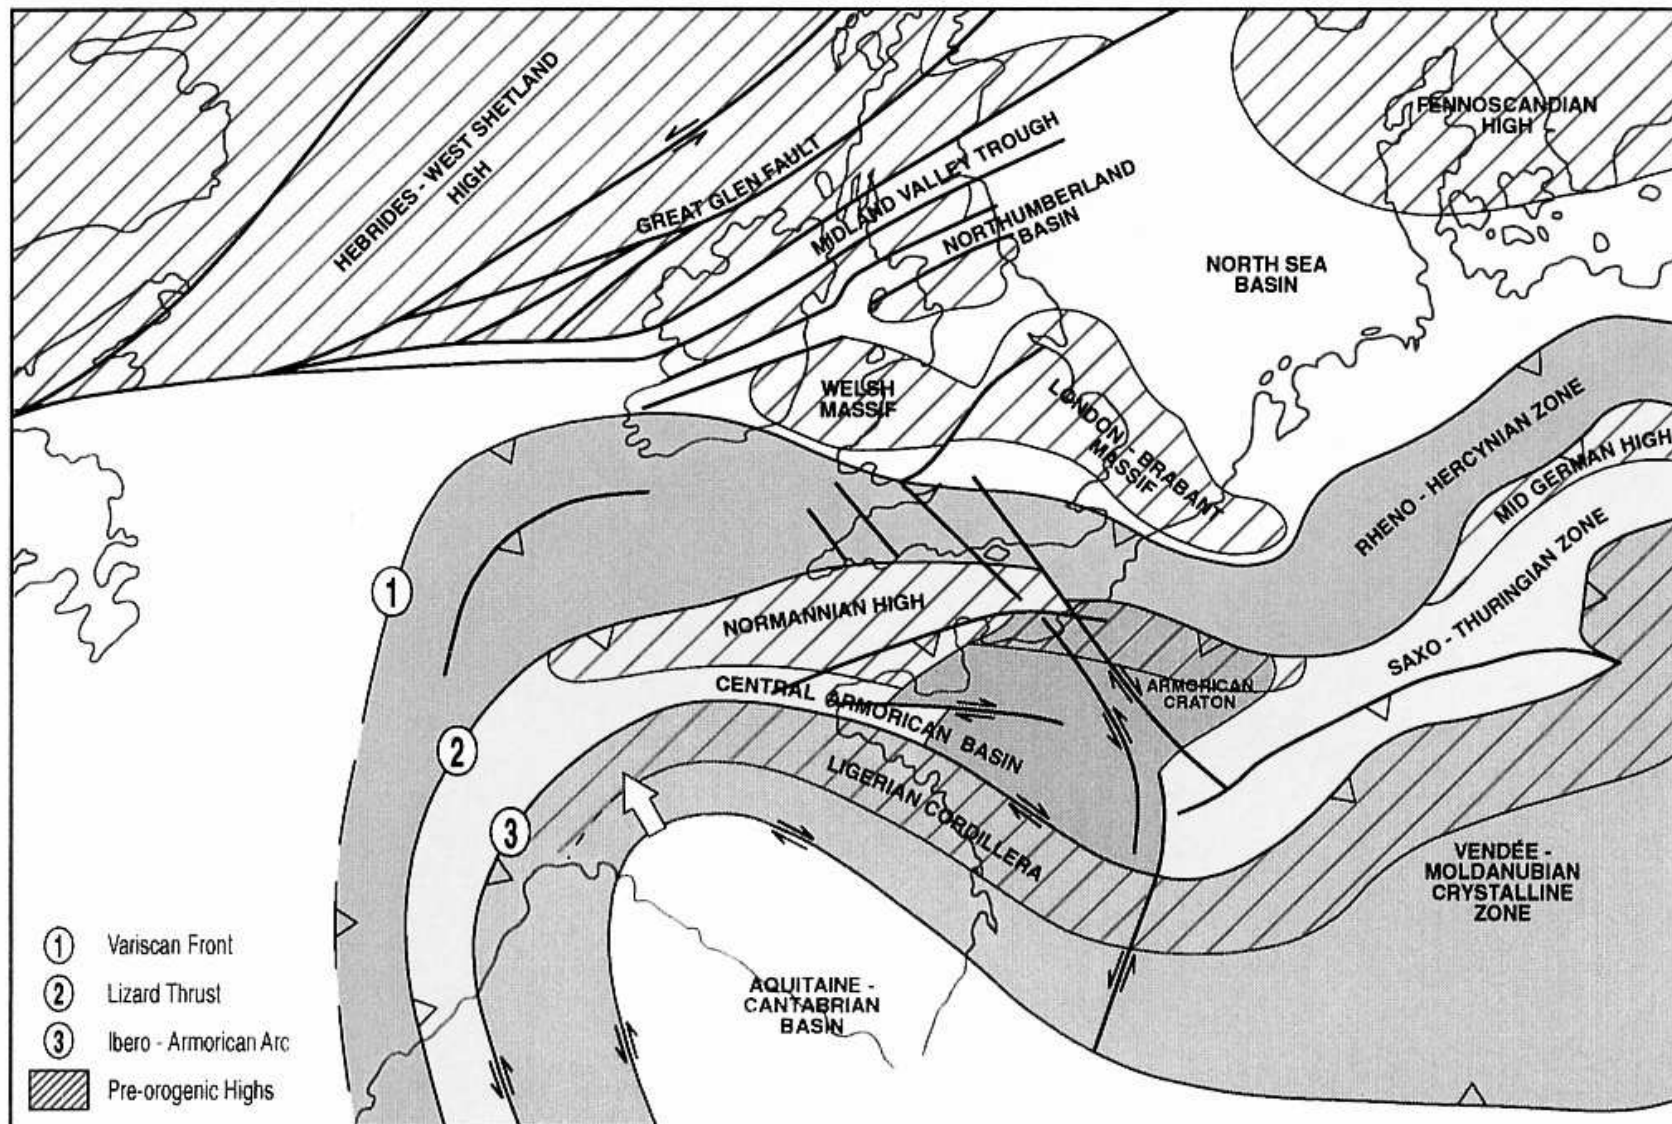 HEBRIDES - WEST SHETLAND
HIGH
GREAT GLEN FAULT
MIDLAND VALLEY TROUGH
NORTHUMBERLAND
BASIN
FENNOSCANDIAN
HIGH
NORTH SEA
BASIN
WELSH
MASSIF
LONDON - BRABANT
MASSIF
RHENO - HERCYNIAN ZONE
MID GERMAN HIGH
SAXO - THURINGIAN ZONE
1
NORMANNIAN HIGH
ARMORICAN
CRATON
CENTRAL ARMORICAN BASIN
2
LIGERIAN CORDILLERA
3
VENDÉE -
MOLDANUBIAN
CRYSTALLINE
ZONE
AQUITAINE -
CANTABRIAN
BASIN
1 Variscan Front
2 Lizard Thrust
3 Ibero - Armorican Arc
Pre-orogenic Highs